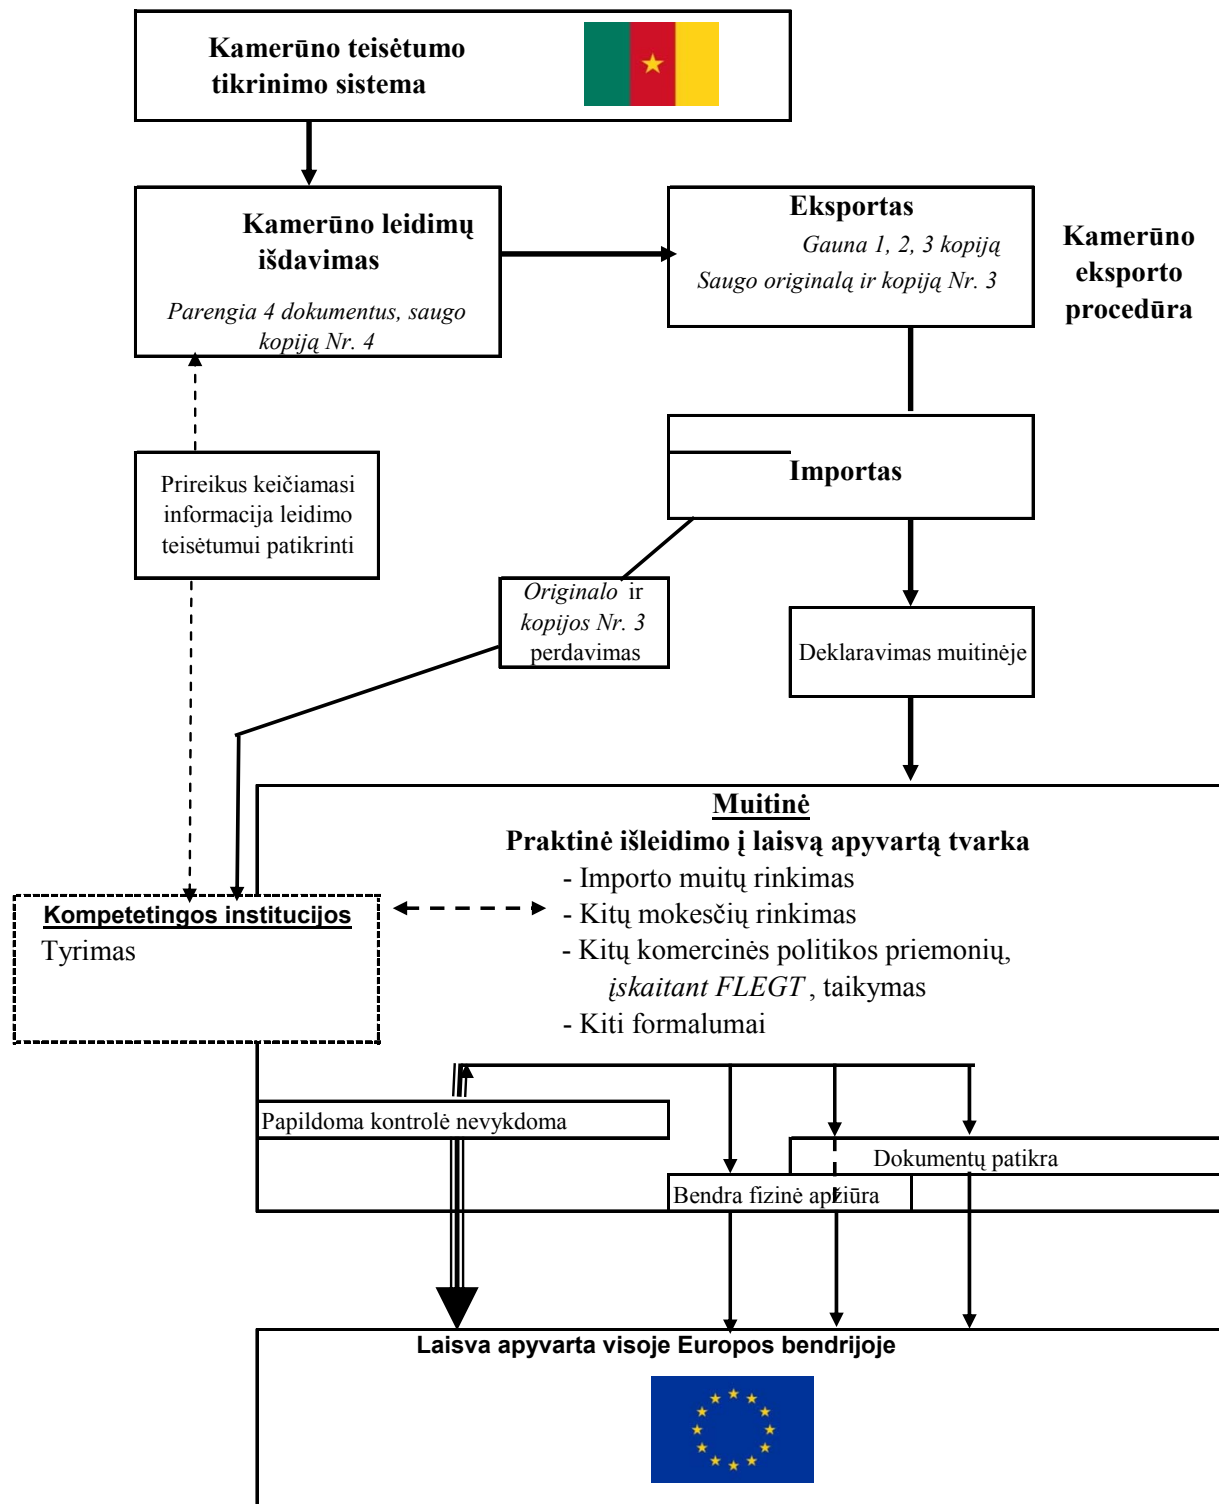 Kamerūno teisėtumo
tikrinimo sistema
Kamerūno leidimų
išdavimas
Parengia 4 dokumentus, saugo
kopiją Nr. 4
Eksportas
Gauna 1, 2, 3 kopiją
Saugo originalą ir kopiją Nr. 3
Kamerūno
eksporto
procedūra
Importas
Prireikus keičiamasi
informacija leidimo
teisėtumui patikrinti
Originalo ir
kopijos Nr. 3
perdavimas
Deklaravimas muitinėje
Muitinė
Praktinė išleidimo į laisvą apyvartą tvarka
- Importo muitų rinkimas
- Kitų mokesčių rinkimas
- Kitų komercinės politikos priemonių,
įskaitant FLEGT , taikymas
- Kiti formalumai
Kompetetingos institucijos
Tyrimas
Papildoma kontrolė nevykdoma
Dokumentų patikra
Bendra fizinė apžiūra
Laisva apyvarta visoje Europos bendrijoje